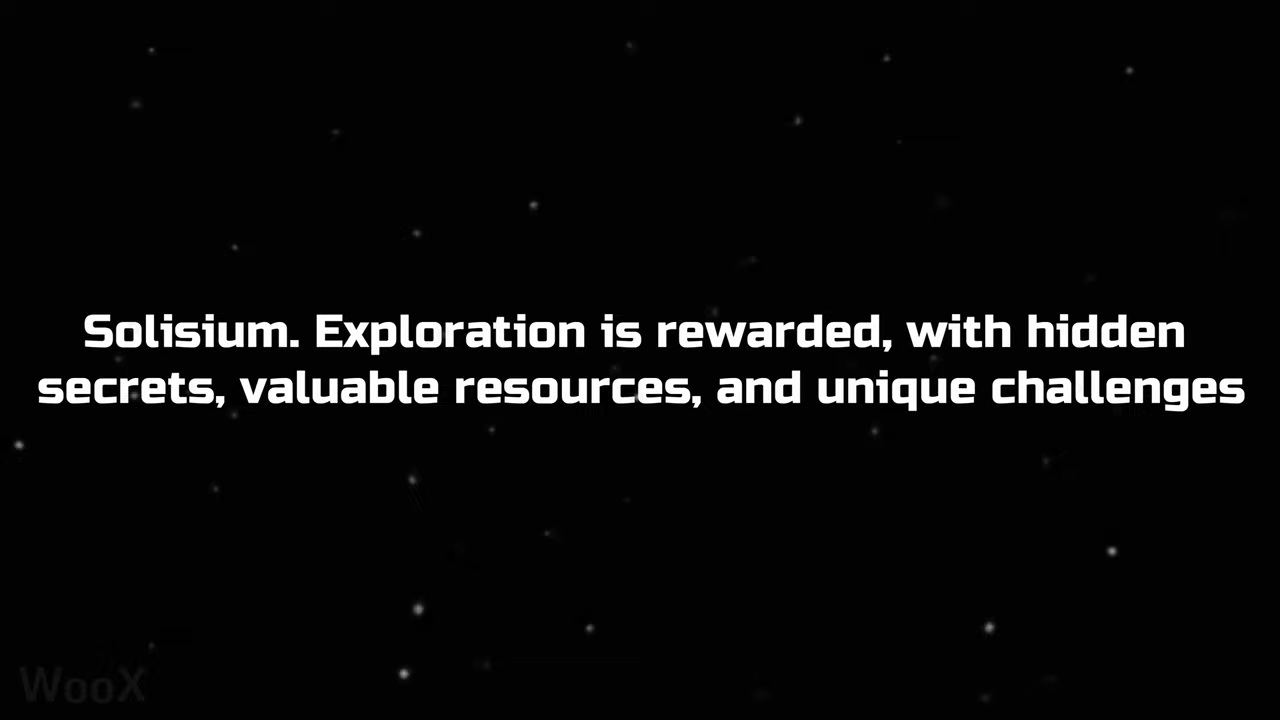 Solisium. Exploration is rewarded, with hidden
secrets, valuable resources, and unique challenges
WooX